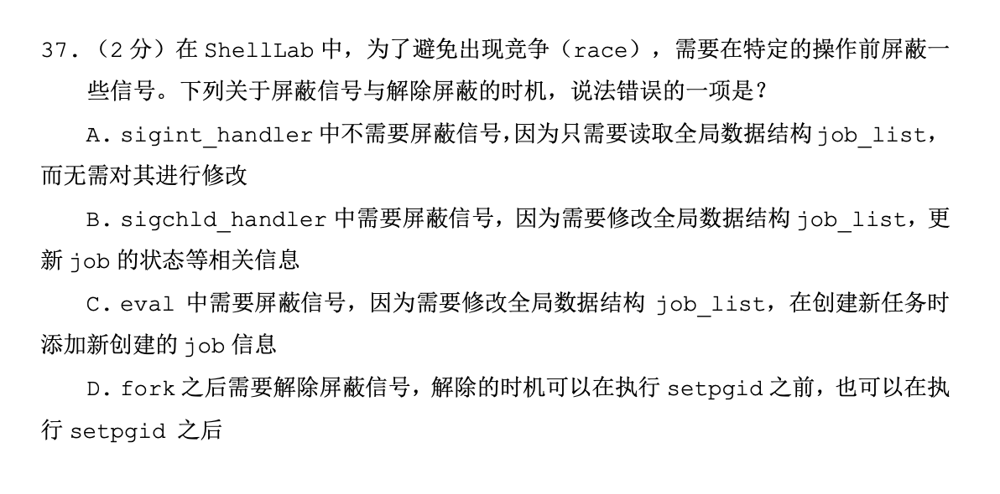 37.（2 分）在 ShellLab 中，为了避免出现竞争（race），需要在特定的操作前屏蔽一
些信号。下列关于屏蔽信号与解除屏蔽的时机，说法错误的一项是？
A. sigint_handler 中不需要屏蔽信号，因为只需要读取全局数据结构 job_list，
而无需对其进行修改
B. sigchld_handler 中需要屏蔽信号，因为需要修改全局数据结构 job_list，更
新 job 的状态等相关信息
C. eval 中需要屏蔽信号，因为需要修改全局数据结构 job_list，在创建新任务时
添加新创建的 job 信息
D. fork 之后需要解除屏蔽信号，解除的时机可以在执行 setpgid 之前，也可以在执
行 setpgid 之后